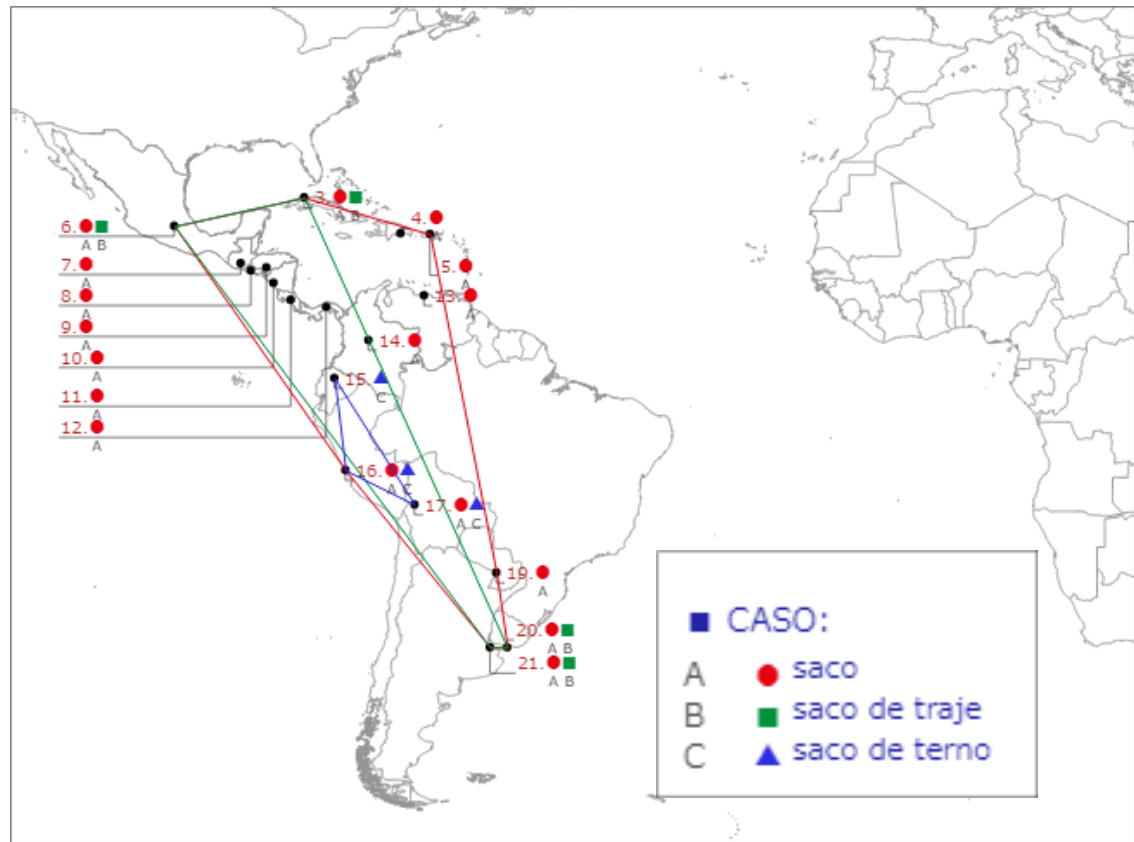 3.
A B
4.
6.
A B
5.
A
7.
A
13.
A
8.
A
9.
A
14.
A
10.
A
15.
C
11.
A
12.
A
16.
A C
17.
A C
19.
A
CASO:
20.
A B
21.
A B
A saco
B saco de traje
C saco de terno